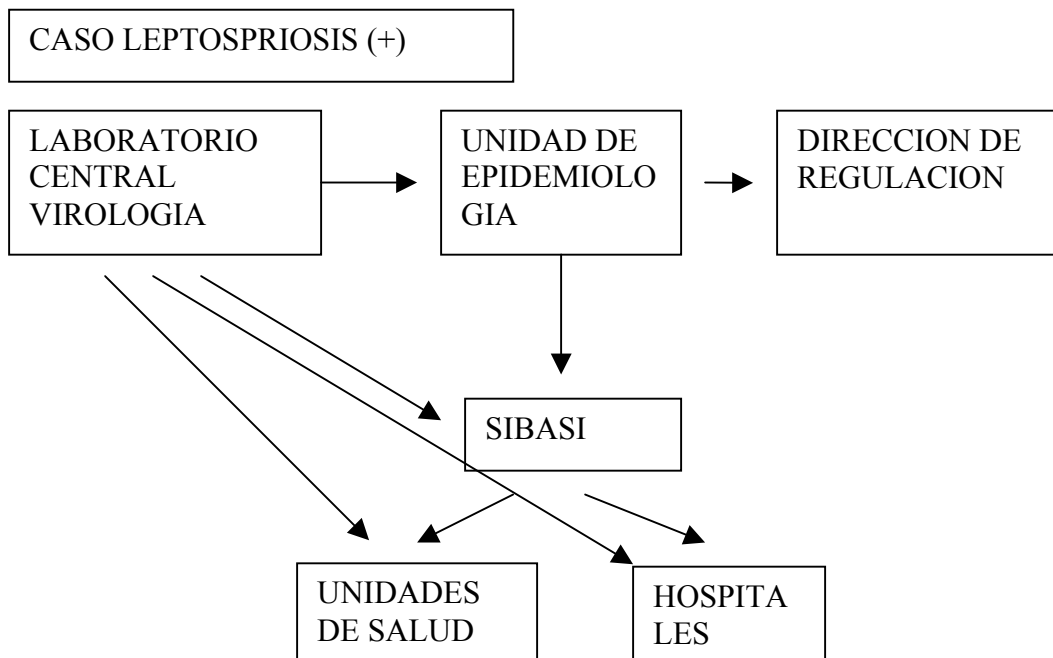 CASO LEPTOSPRIOSIS (+)
LABORATORIO
CENTRAL
VIROLOGIA
UNIDAD DE
EPIDEMIOLO
GIA
DIRECCION DE
REGULACION
SIBASI
UNIDADES
DE SALUD
HOSPITA
LES